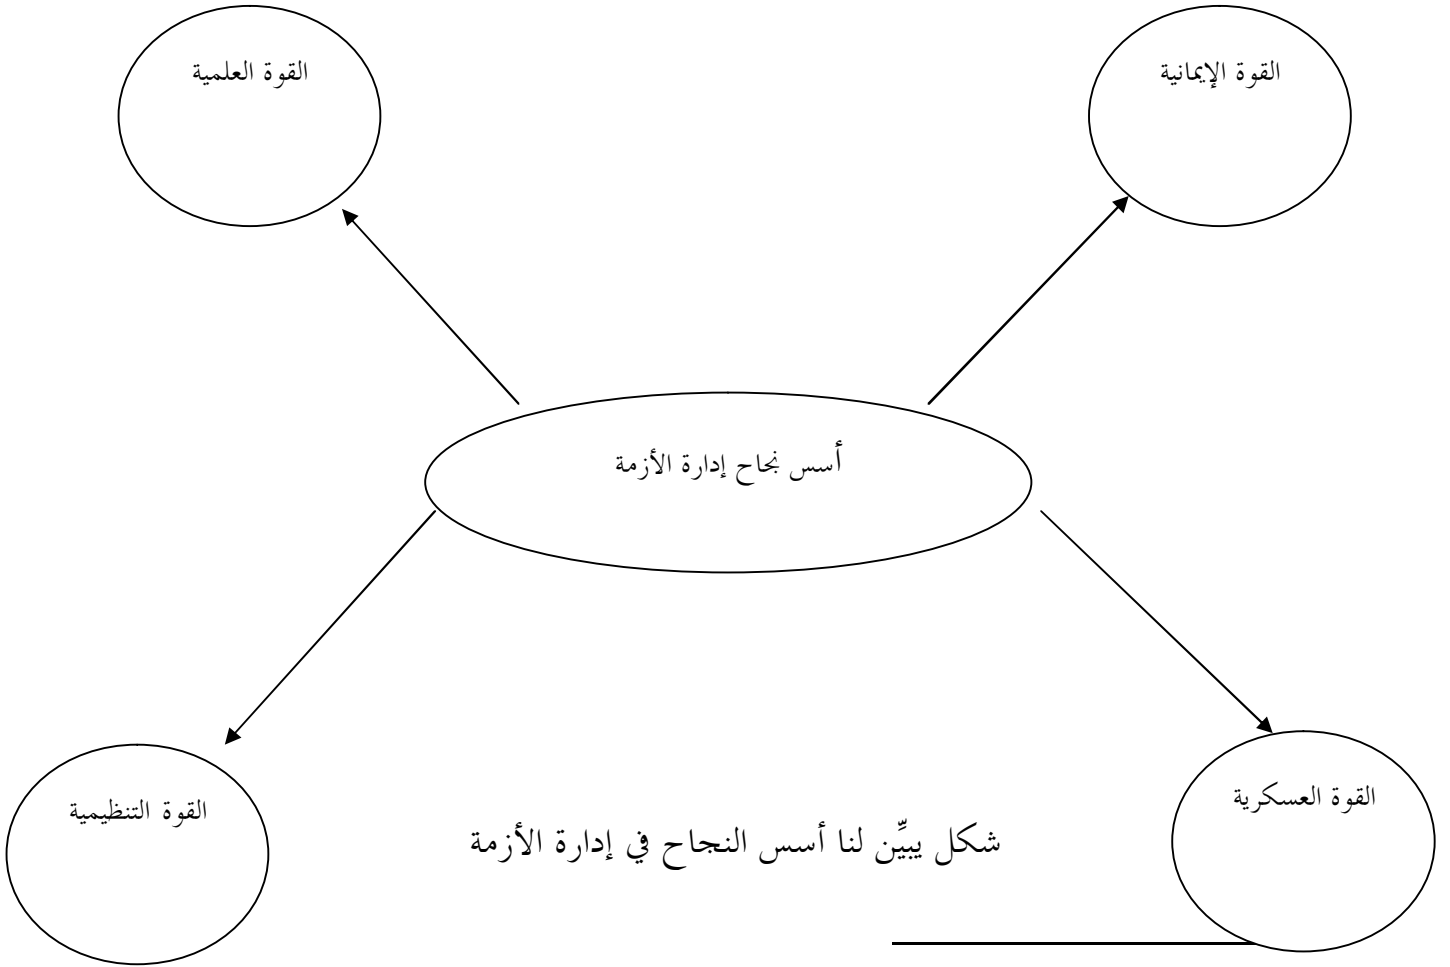 القوة الإيمانية
القوة العلمية
أسس نجاح إدارة الأزمة
القوة العسكرية
القوة التنظيمية
شكل يبيِّن لنا أسس النجاح في إدارة الأزمة